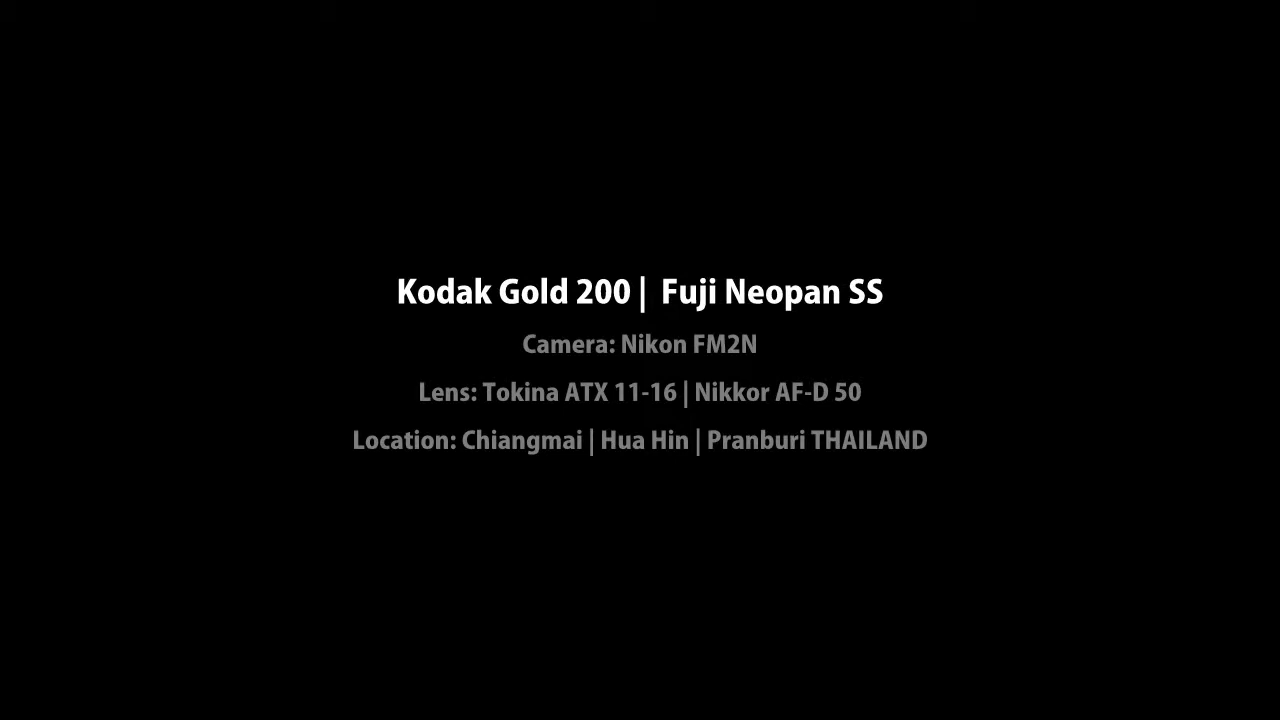 Kodak Gold 200 | Fuji Neopan SS
Camera: Nikon FM2N
Lens: Tokina ATX 11-16 | Nikkor AF-D 50
Location: Chiangmai | Hua Hin | Pranburi THAILAND